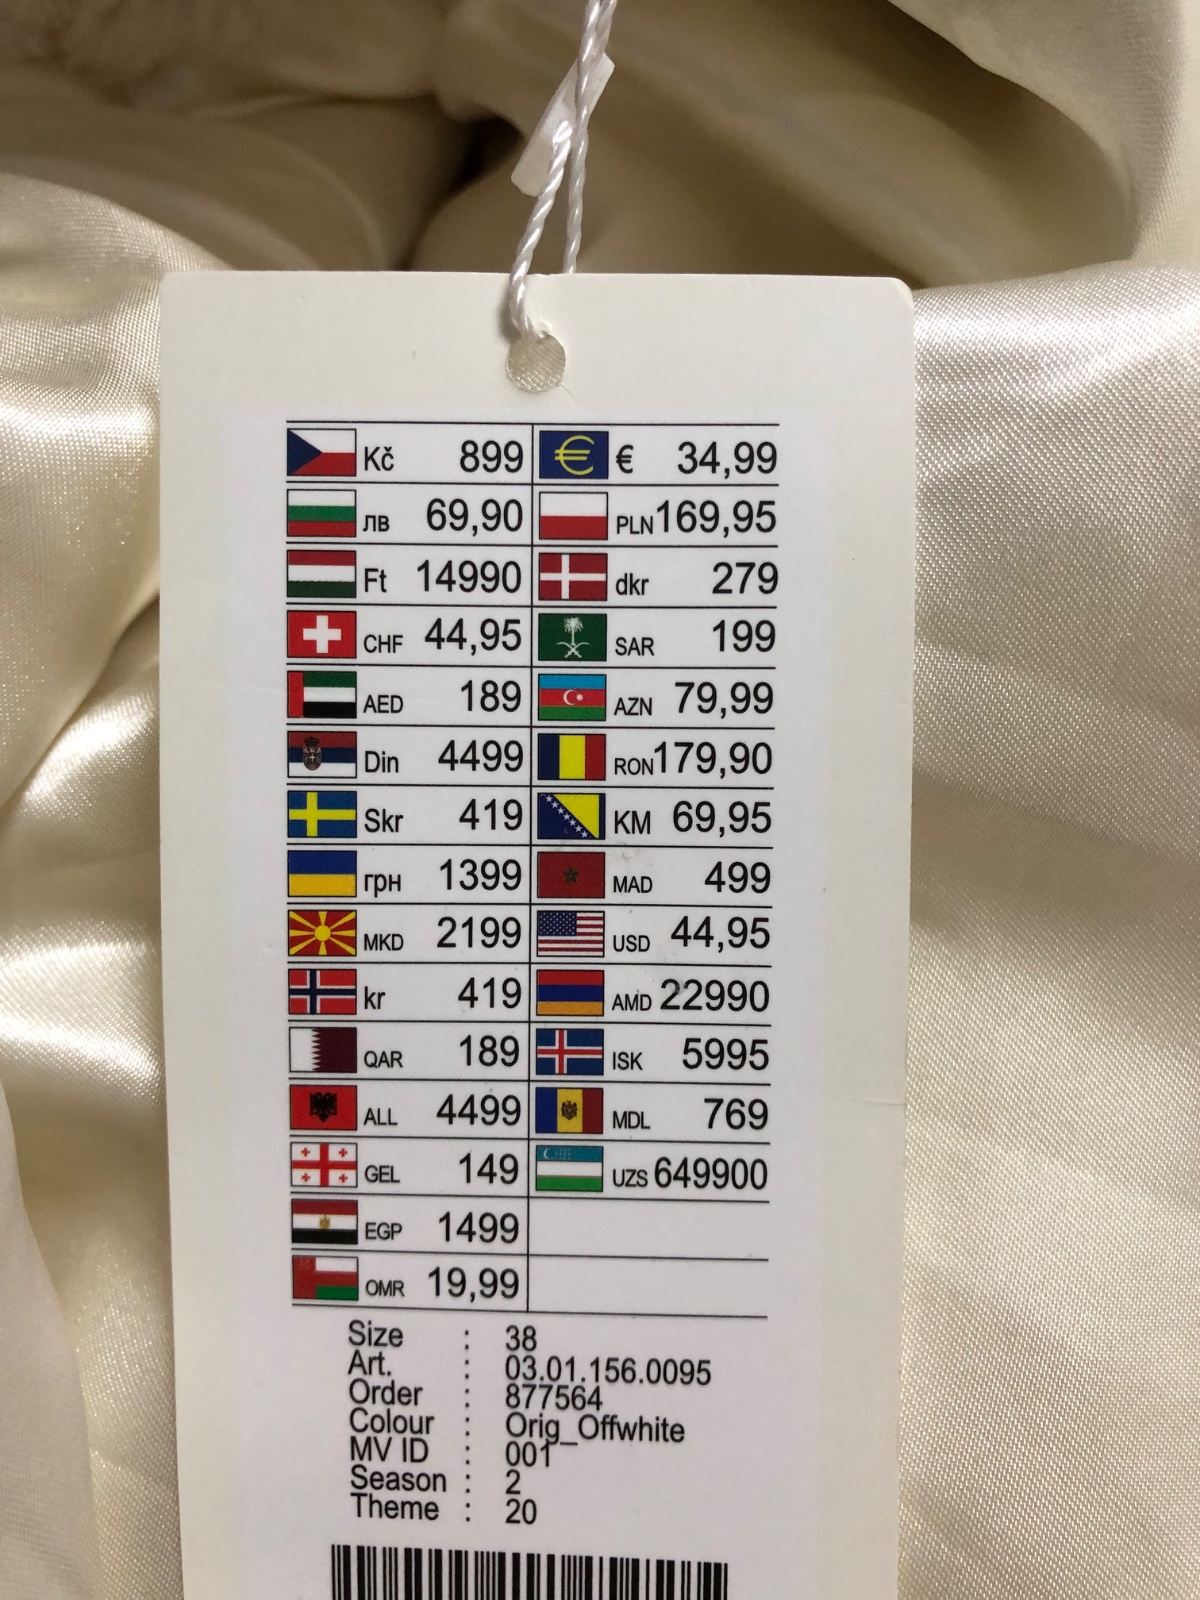 Kč 899 € 34,99
лв 69,90 PLN 169,95
Ft 14990 dkr 279
CHF 44,95 SAR 199
AED 189 AZN 79,99
Din 4499 RON 179,90
Skr 419 KM 69,95
грн 1399 MAD 499
MKD 2199 USD 44,95
kr 419 AMD 22990
QAR 189 ISK 5995
ALL 4499 MDL 769
GEL 149 UZS 649900
EGP 1499
OMR 19,99
Size : 38
Art. : 03.01.156.0095
Order : 877564
Colour : Orig_Offwhite
MV ID : 001
Season : 2
Theme : 20